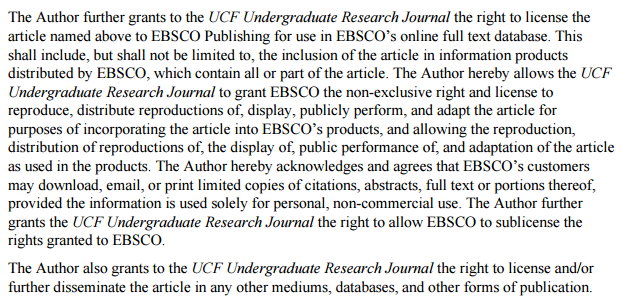 The Author further grants to the UCF Undergraduate Research Journal the right to license the
article named above to EBSCO Publishing for use in EBSCO’s online full text database. This
shall include, but shall not be limited to, the inclusion of the article in information products
distributed by EBSCO, which contain all or part of the article. The Author hereby allows the UCF
Undergraduate Research Journal to grant EBSCO the non-exclusive right and license to
reproduce, distribute reproductions of, display, publicly perform, and adapt the article for
purposes of incorporating the article into EBSCO’s products, and allowing the reproduction,
distribution of reproductions of, the display of, public performance of, and adaptation of the article
as used in the products. The Author hereby acknowledges and agrees that EBSCO’s customers
may download, email, or print limited copies of citations, abstracts, full text or portions thereof,
provided the information is used solely for personal, non-commercial use. The Author further
grants the UCF Undergraduate Research Journal the right to allow EBSCO to sublicense the
rights granted to EBSCO.
The Author also grants to the UCF Undergraduate Research Journal the right to license and/or
further disseminate the article in any other mediums, databases, and other forms of publication.